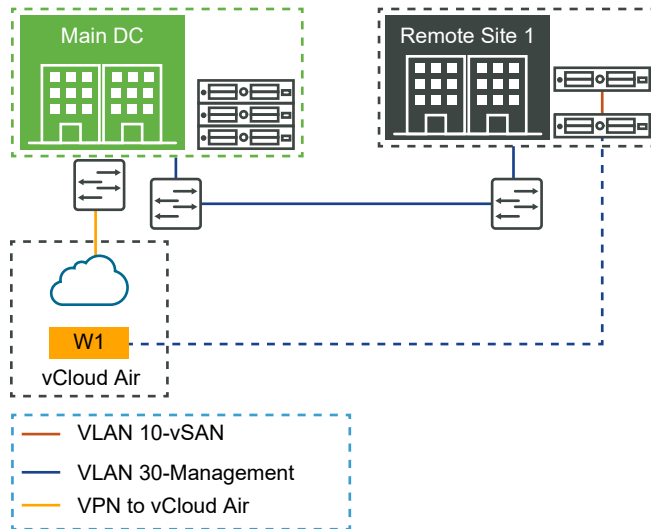 Main DC
Remote Site 1
W1
vCloud Air
VLAN 10-vSAN
VLAN 30-Management
VPN to vCloud Air